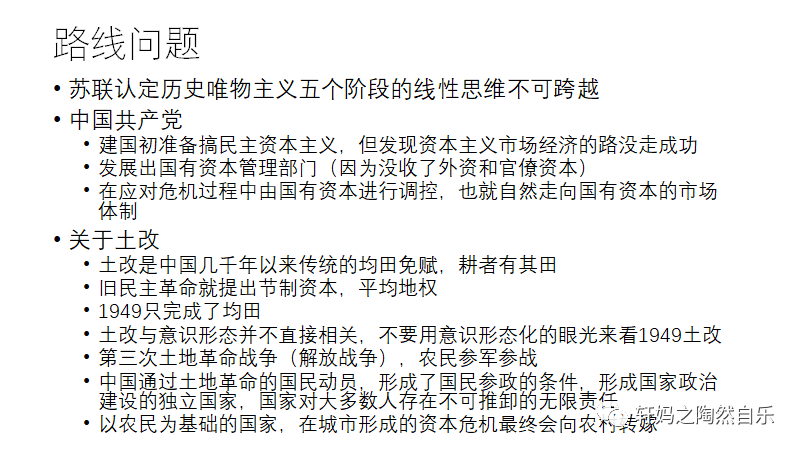 路线问题
• 苏联认定历史唯物主义五个阶段的线性思维不可跨越
• 中国共产党
• 建国初准备搞民主资本主义，但发现资本主义市场经济的路没走成功
• 发展出国有资本管理部门（因为没收了外资和官僚资本）
• 在应对危机过程中由国有资本进行调控，也就自然走向国有资本的市场
体制
• 关于土改
• 土改是中国几千年以来传统的均田免赋，耕者有其田
• 旧民主革命就提出节制资本，平均地权
• 1949只完成了均田
• 土改与意识形态并不直接相关，不要用意识形态化的眼光来看1949土改
• 第三次土地革命战争（解放战争），农民参军参战
• 中国通过土地革命的国民动员，形成了国民参政的条件，形成国家政治
建设的独立国家，国家对大多数人存在不可推卸的无限责任
• 以农民为基础的国家，在城市形成的资本危机最终会向农村转嫁
轩妈之陶然自乐